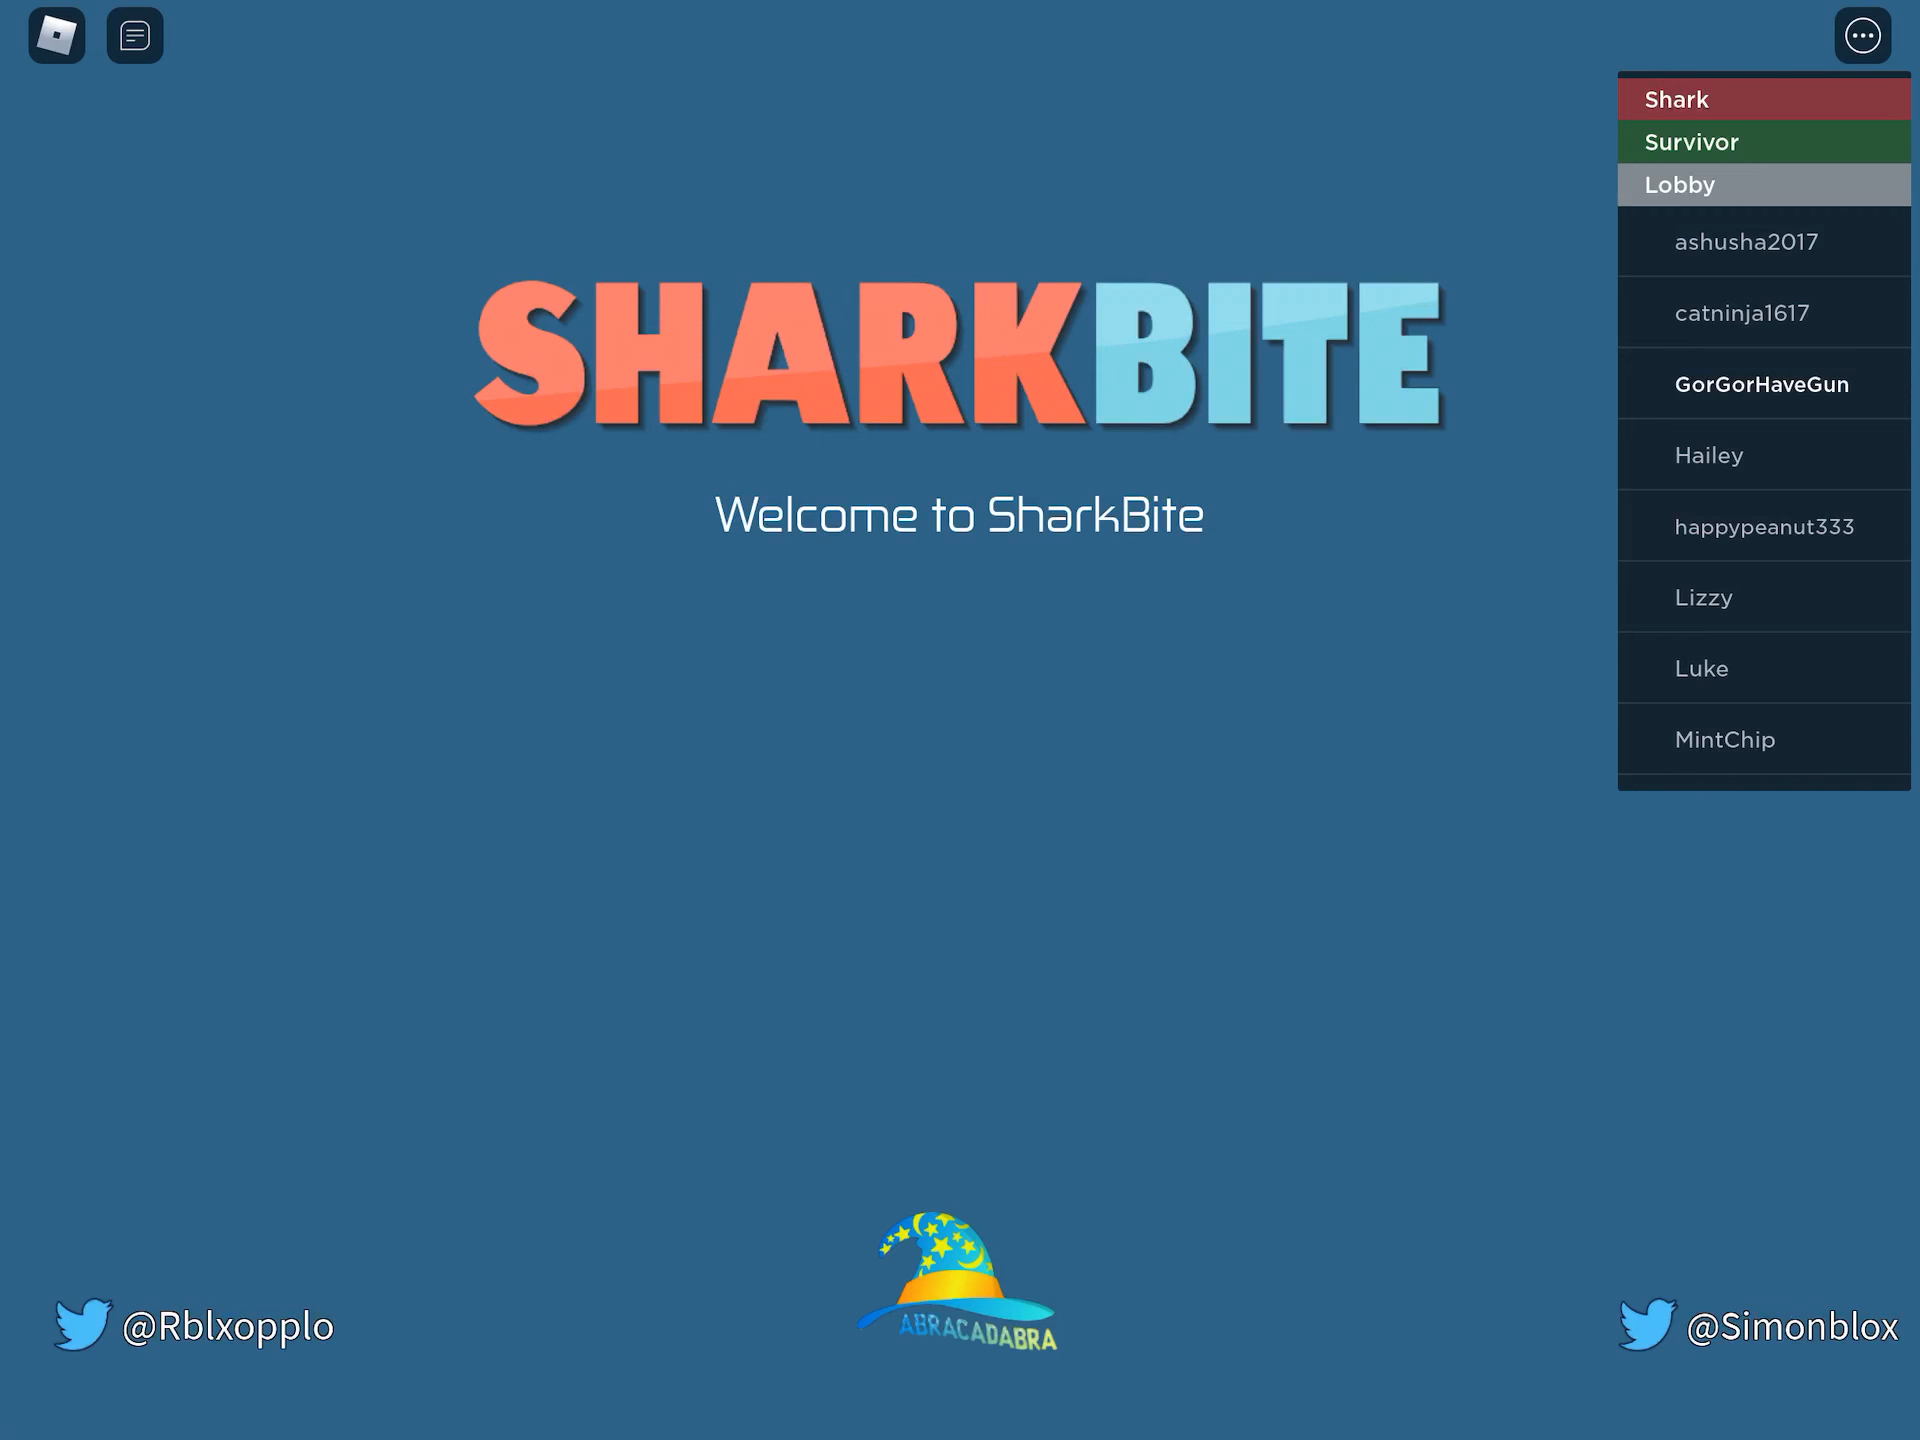 Shark
Survivor
Lobby
ashusha2017
catninja1617
GorGorHaveGun
Hailey
happypeanut333
Lizzy
Luke
MintChip
SHARKBITE
Welcome to SharkBite
ABRACADABRA
@Rblxopplo
@Simonblox